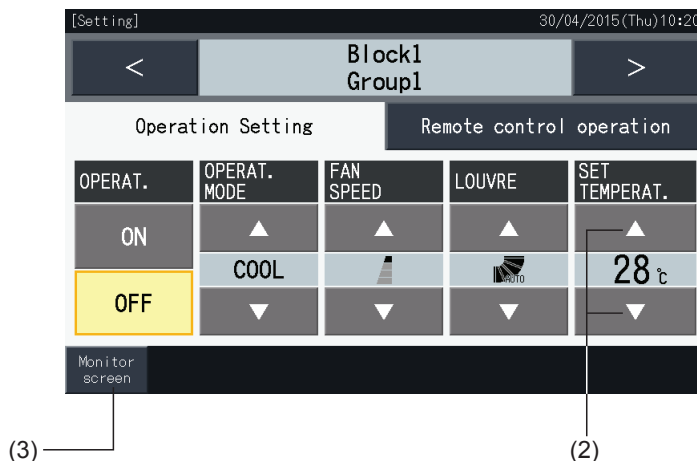 [Setting]
30/04/2015(Thu)10:20
<
Block1
Group1
>
Operation Setting
Remote control operation
OPERAT.
OPERAT.
MODE
FAN
SPEED
LOUVRE
SET
TEMPERAT.
ON
OFF
COOL
AUTO
28℃
Monitor
screen
(3)
(2)